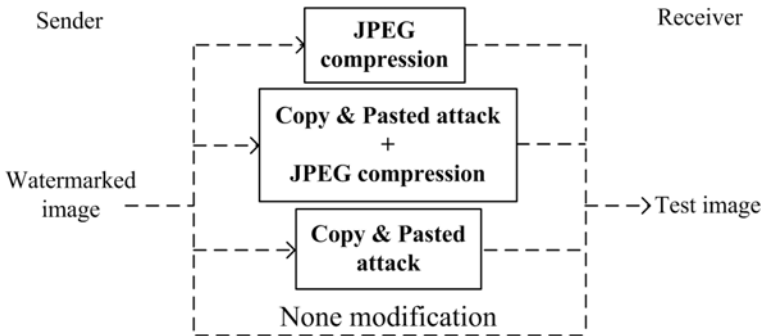 Sender
Receiver
JPEG
compression
Copy & Pasted attack
+
JPEG compression
Watermarked
image
Test image
Copy & Pasted
attack
None modification